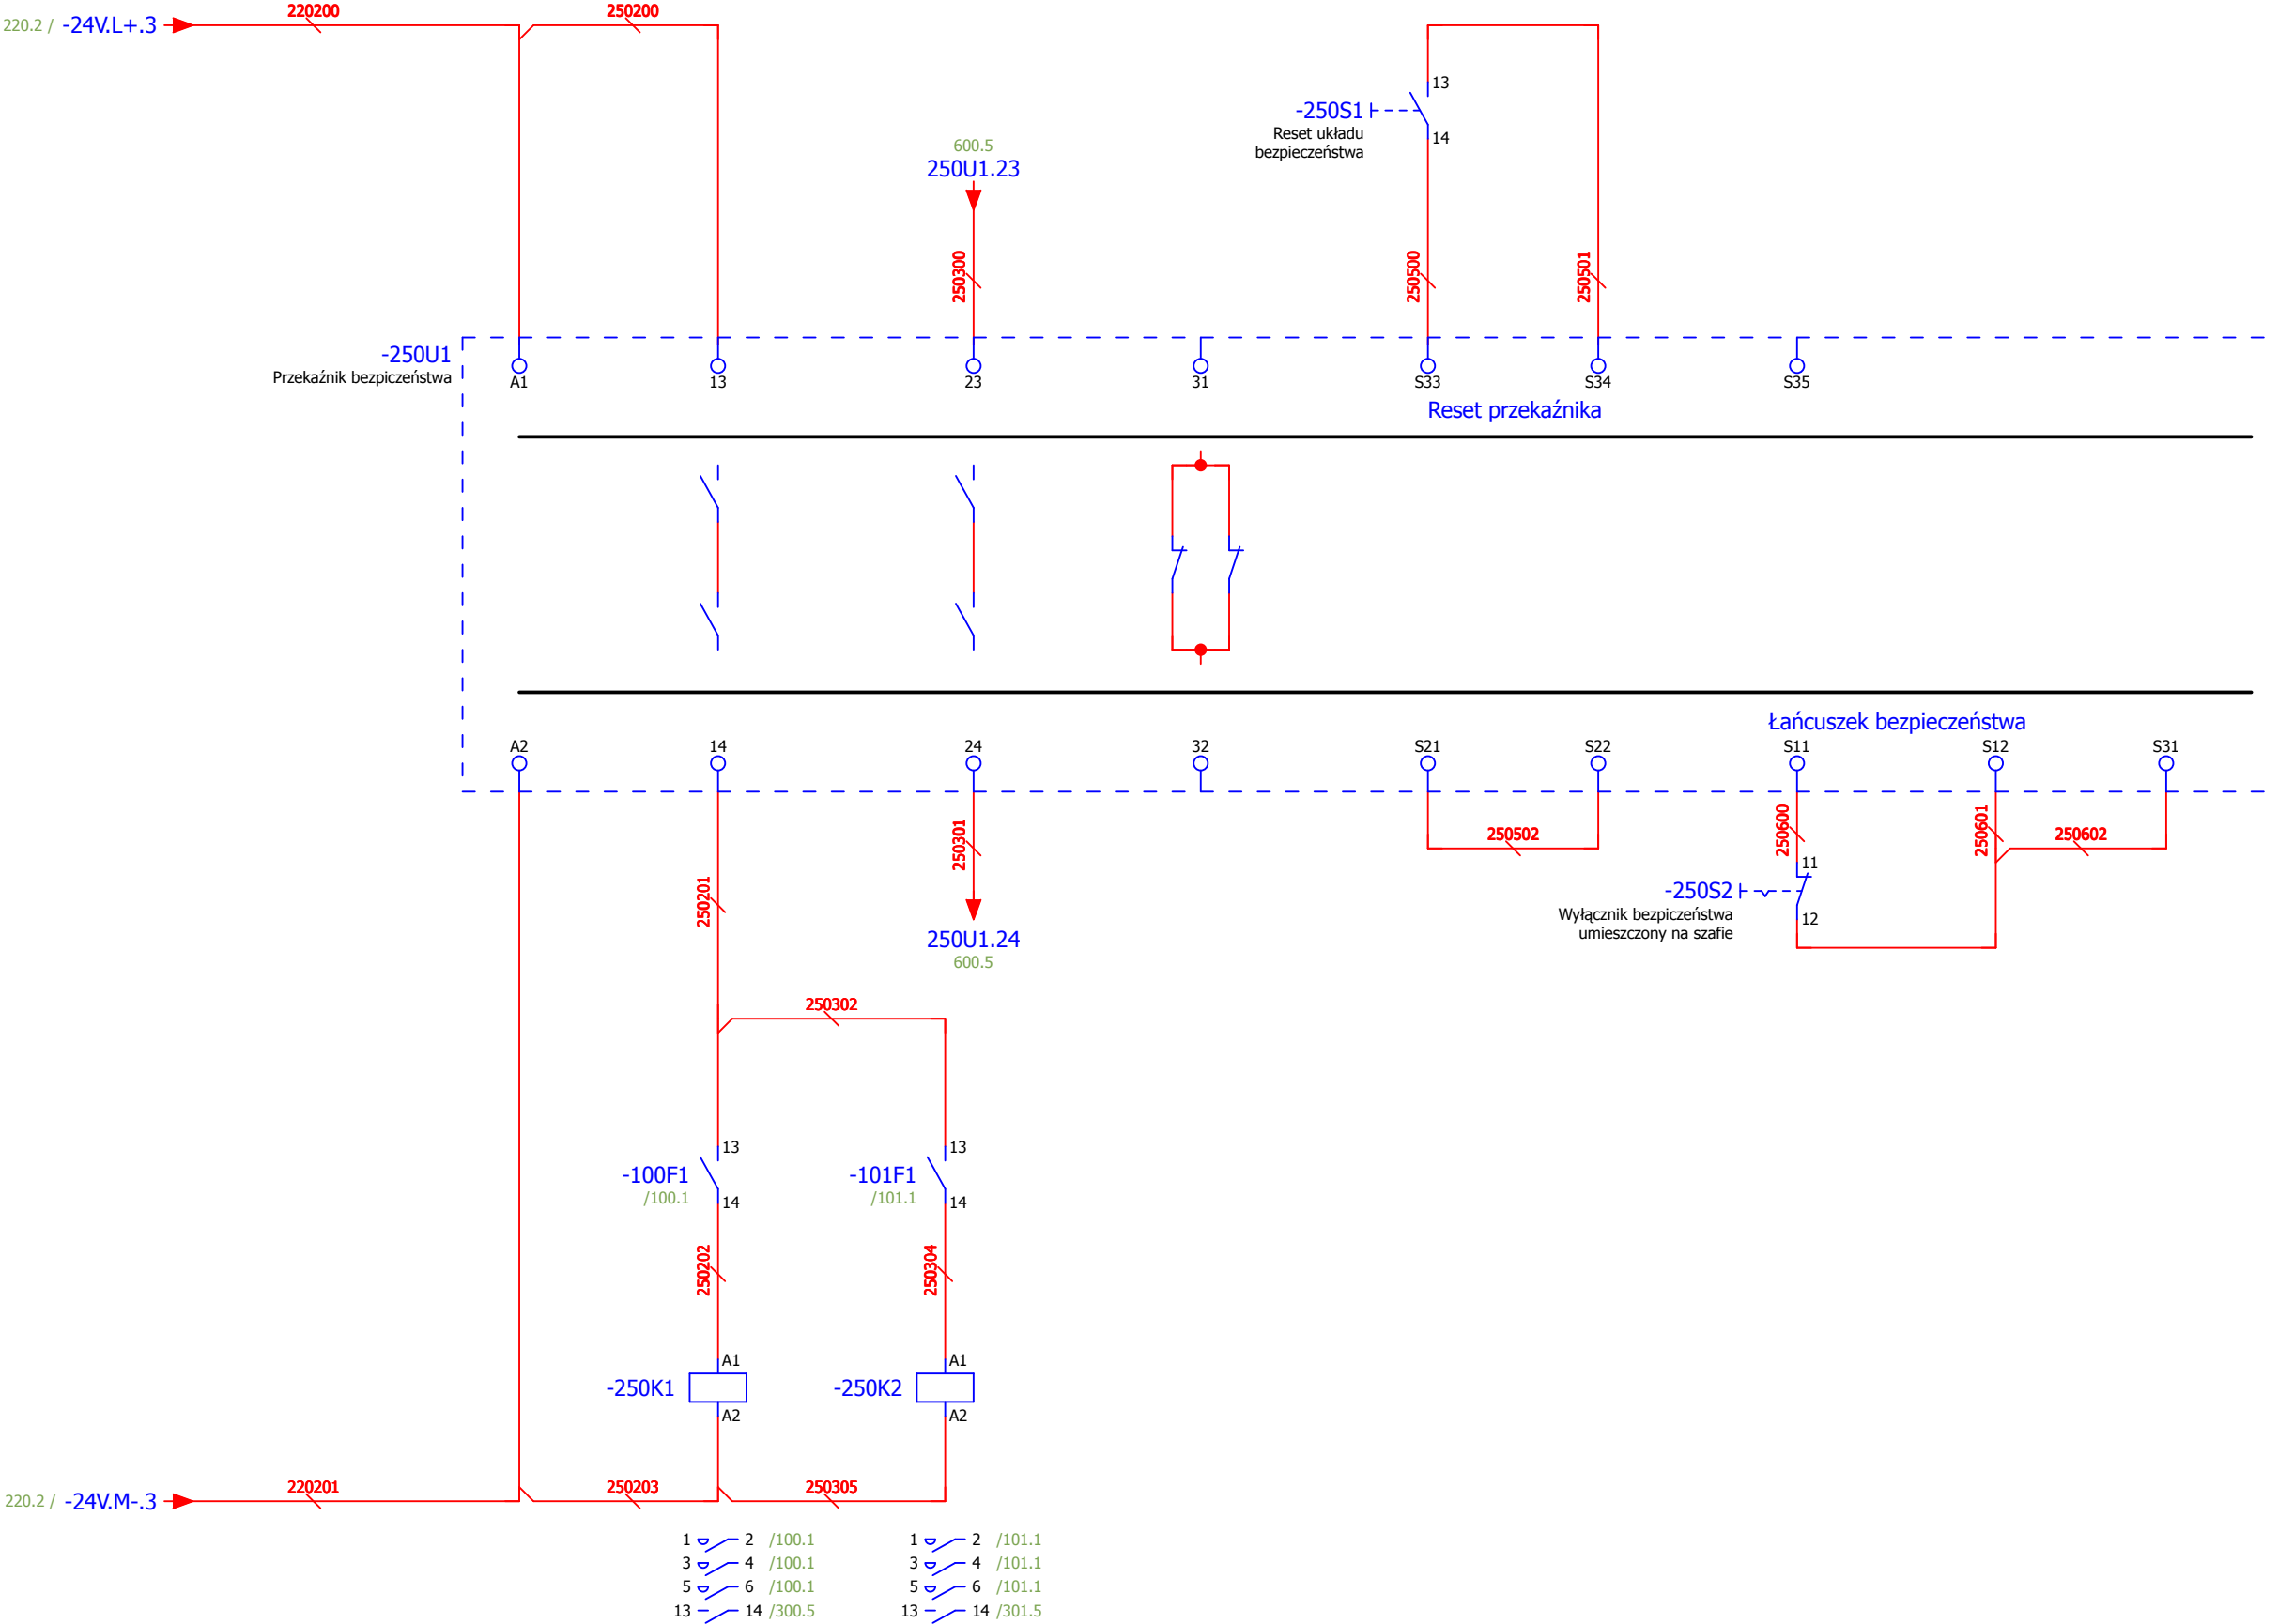 220.2 / -24V.L+.3
220200
250200
13
-250S1
Reset układu
bezpieczeństwa
14
600.5
250U1.23
250300
250500
250501
-250U1
Przekaźnik bezpiczeństwa
A1
13
23
31
S33
S34
S35
Reset przekaźnika
Łańcuszek bezpieczeństwa
A2
14
24
32
S21
S22
S11
S12
S31
250201
250301
250502
250600
250601
250602
11
-250S2
Wyłącznik bezpiczeństwa
umieszczony na szafie
12
250U1.24
600.5
250302
13
-100F1
/100.1
14
13
-101F1
/101.1
14
250202
250304
A1
-250K1
A2
A1
-250K2
A2
220.2 / -24V.M-.3
220201
250203
250305
1 2 /100.1
3 4 /100.1
5 6 /100.1
13 14 /300.5
1 2 /101.1
3 4 /101.1
5 6 /101.1
13 14 /301.5